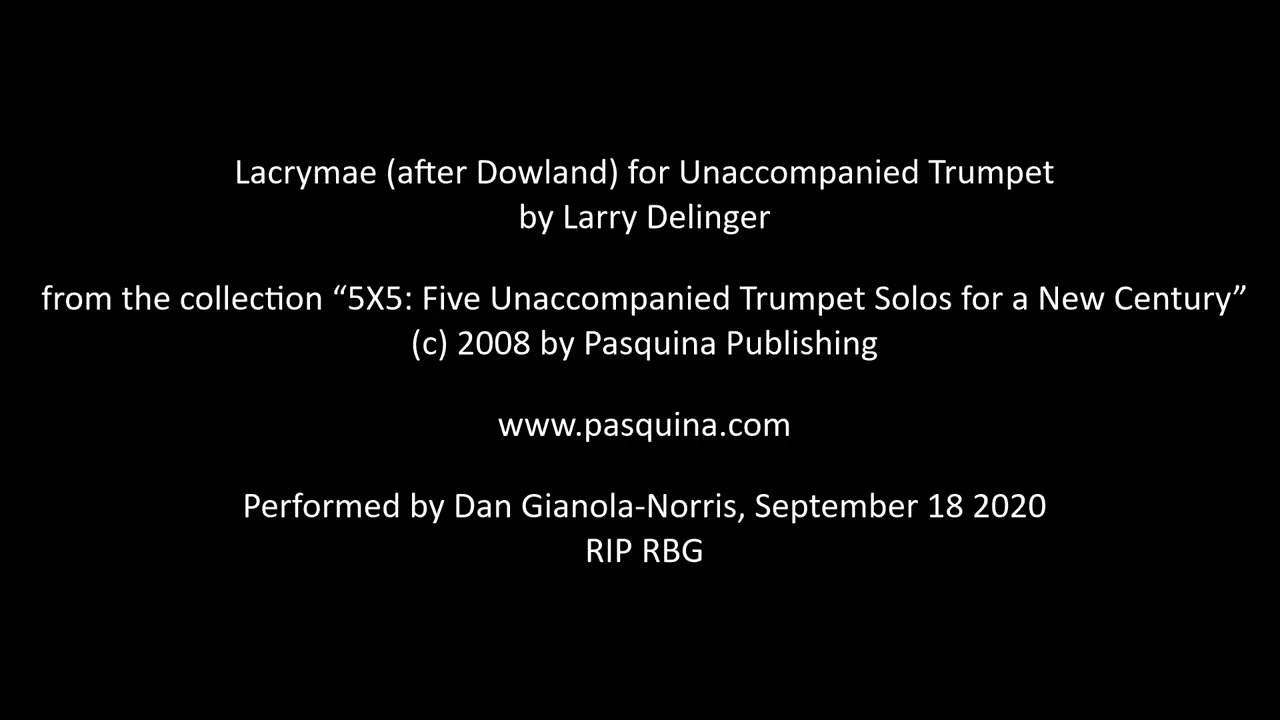 Lacrymae (after Dowland) for Unaccompanied Trumpet
by Larry Delinger
from the collection “5X5: Five Unaccompanied Trumpet Solos for a New Century”
(c) 2008 by Pasquina Publishing
www.pasquina.com
Performed by Dan Gianola-Norris, September 18 2020
RIP RBG